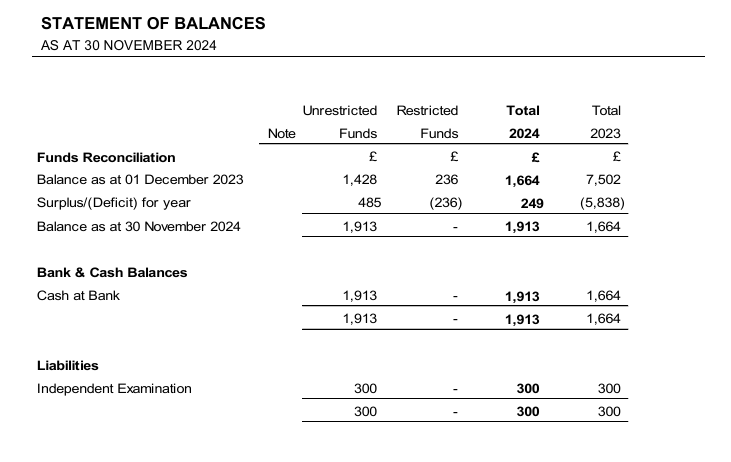 STATEMENT OF BALANCES
AS AT 30 NOVEMBER 2024
Unrestricted Restricted Total Total
Note Funds Funds 2024 2023
Funds Reconciliation £ £ £ £
Balance as at 01 December 2023 1,428 236 1,664 7,502
Surplus/(Deficit) for year 485 (236) 249 (5,838)
Balance as at 30 November 2024 1,913 - 1,913 1,664
Bank & Cash Balances
Cash at Bank 1,913 - 1,913 1,664
1,913 - 1,913 1,664
Liabilities
Independent Examination 300 - 300 300
300 - 300 300